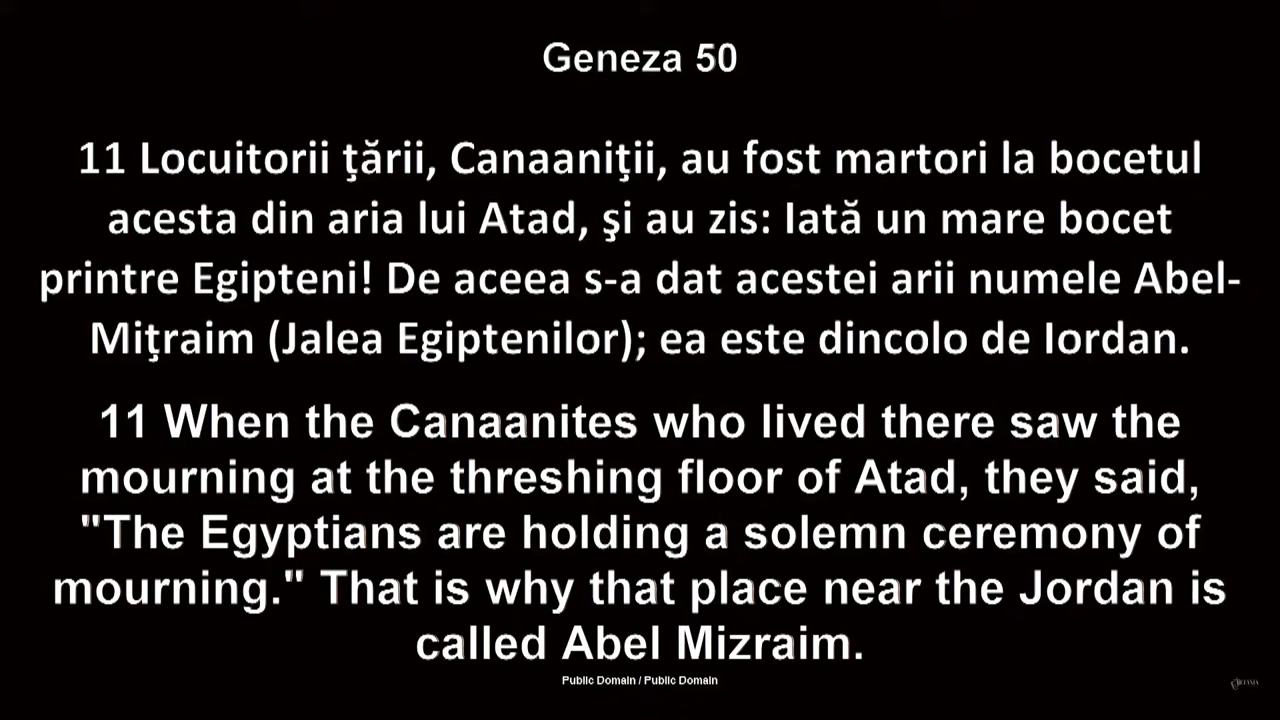 Geneza 50
11 Locuitorii ţării, Canaaniţii, au fost martori la bocetul
acesta din aria lui Atad, şi au zis: Iată un mare bocet
printre Egipteni! De aceea s-a dat acestei arii numele Abel-
Miţraim (Jalea Egiptenilor); ea este dincolo de Iordan.
11 When the Canaanites who lived there saw the
mourning at the threshing floor of Atad, they said,
"The Egyptians are holding a solemn ceremony of
mourning." That is why that place near the Jordan is
called Abel Mizraim.
Public Domain / Public Domain